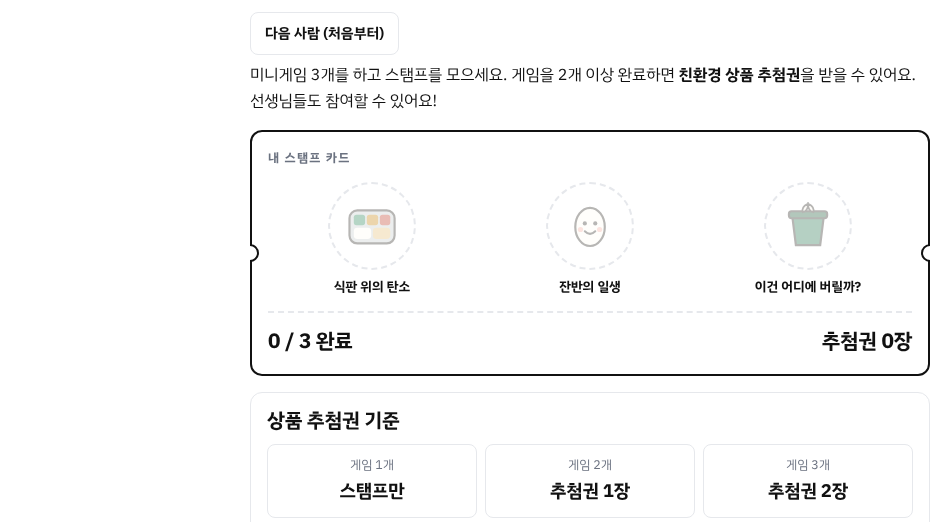 다음 사람 (처음부터)
미니게임 3개를 하고 스탬프를 모으세요. 게임을 2개 이상 완료하면 친환경 상품 추첨권을 받을 수 있어요.
선생님들도 참여할 수 있어요!
내 스탬프 카드
식판 위의 탄소
잔반의 일생
이건 어디에 버릴까?
0 / 3 완료
추첨권 0장
상품 추첨권 기준
게임 1개
스탬프만
게임 2개
추첨권 1장
게임 3개
추첨권 2장